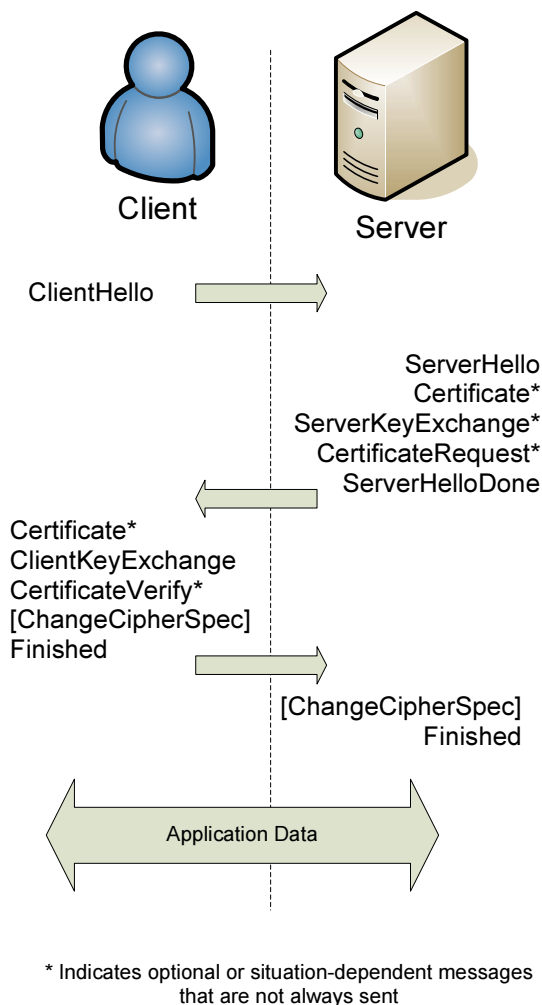 Client
Server
ClientHello
ServerHello
Certificate*
ServerKeyExchange*
CertificateRequest*
ServerHelloDone
Certificate*
ClientKeyExchange
CertificateVerify*
[ChangeCipherSpec]
Finished
[ChangeCipherSpec]
Finished
Application Data
* Indicates optional or situation-dependent messages
that are not always sent